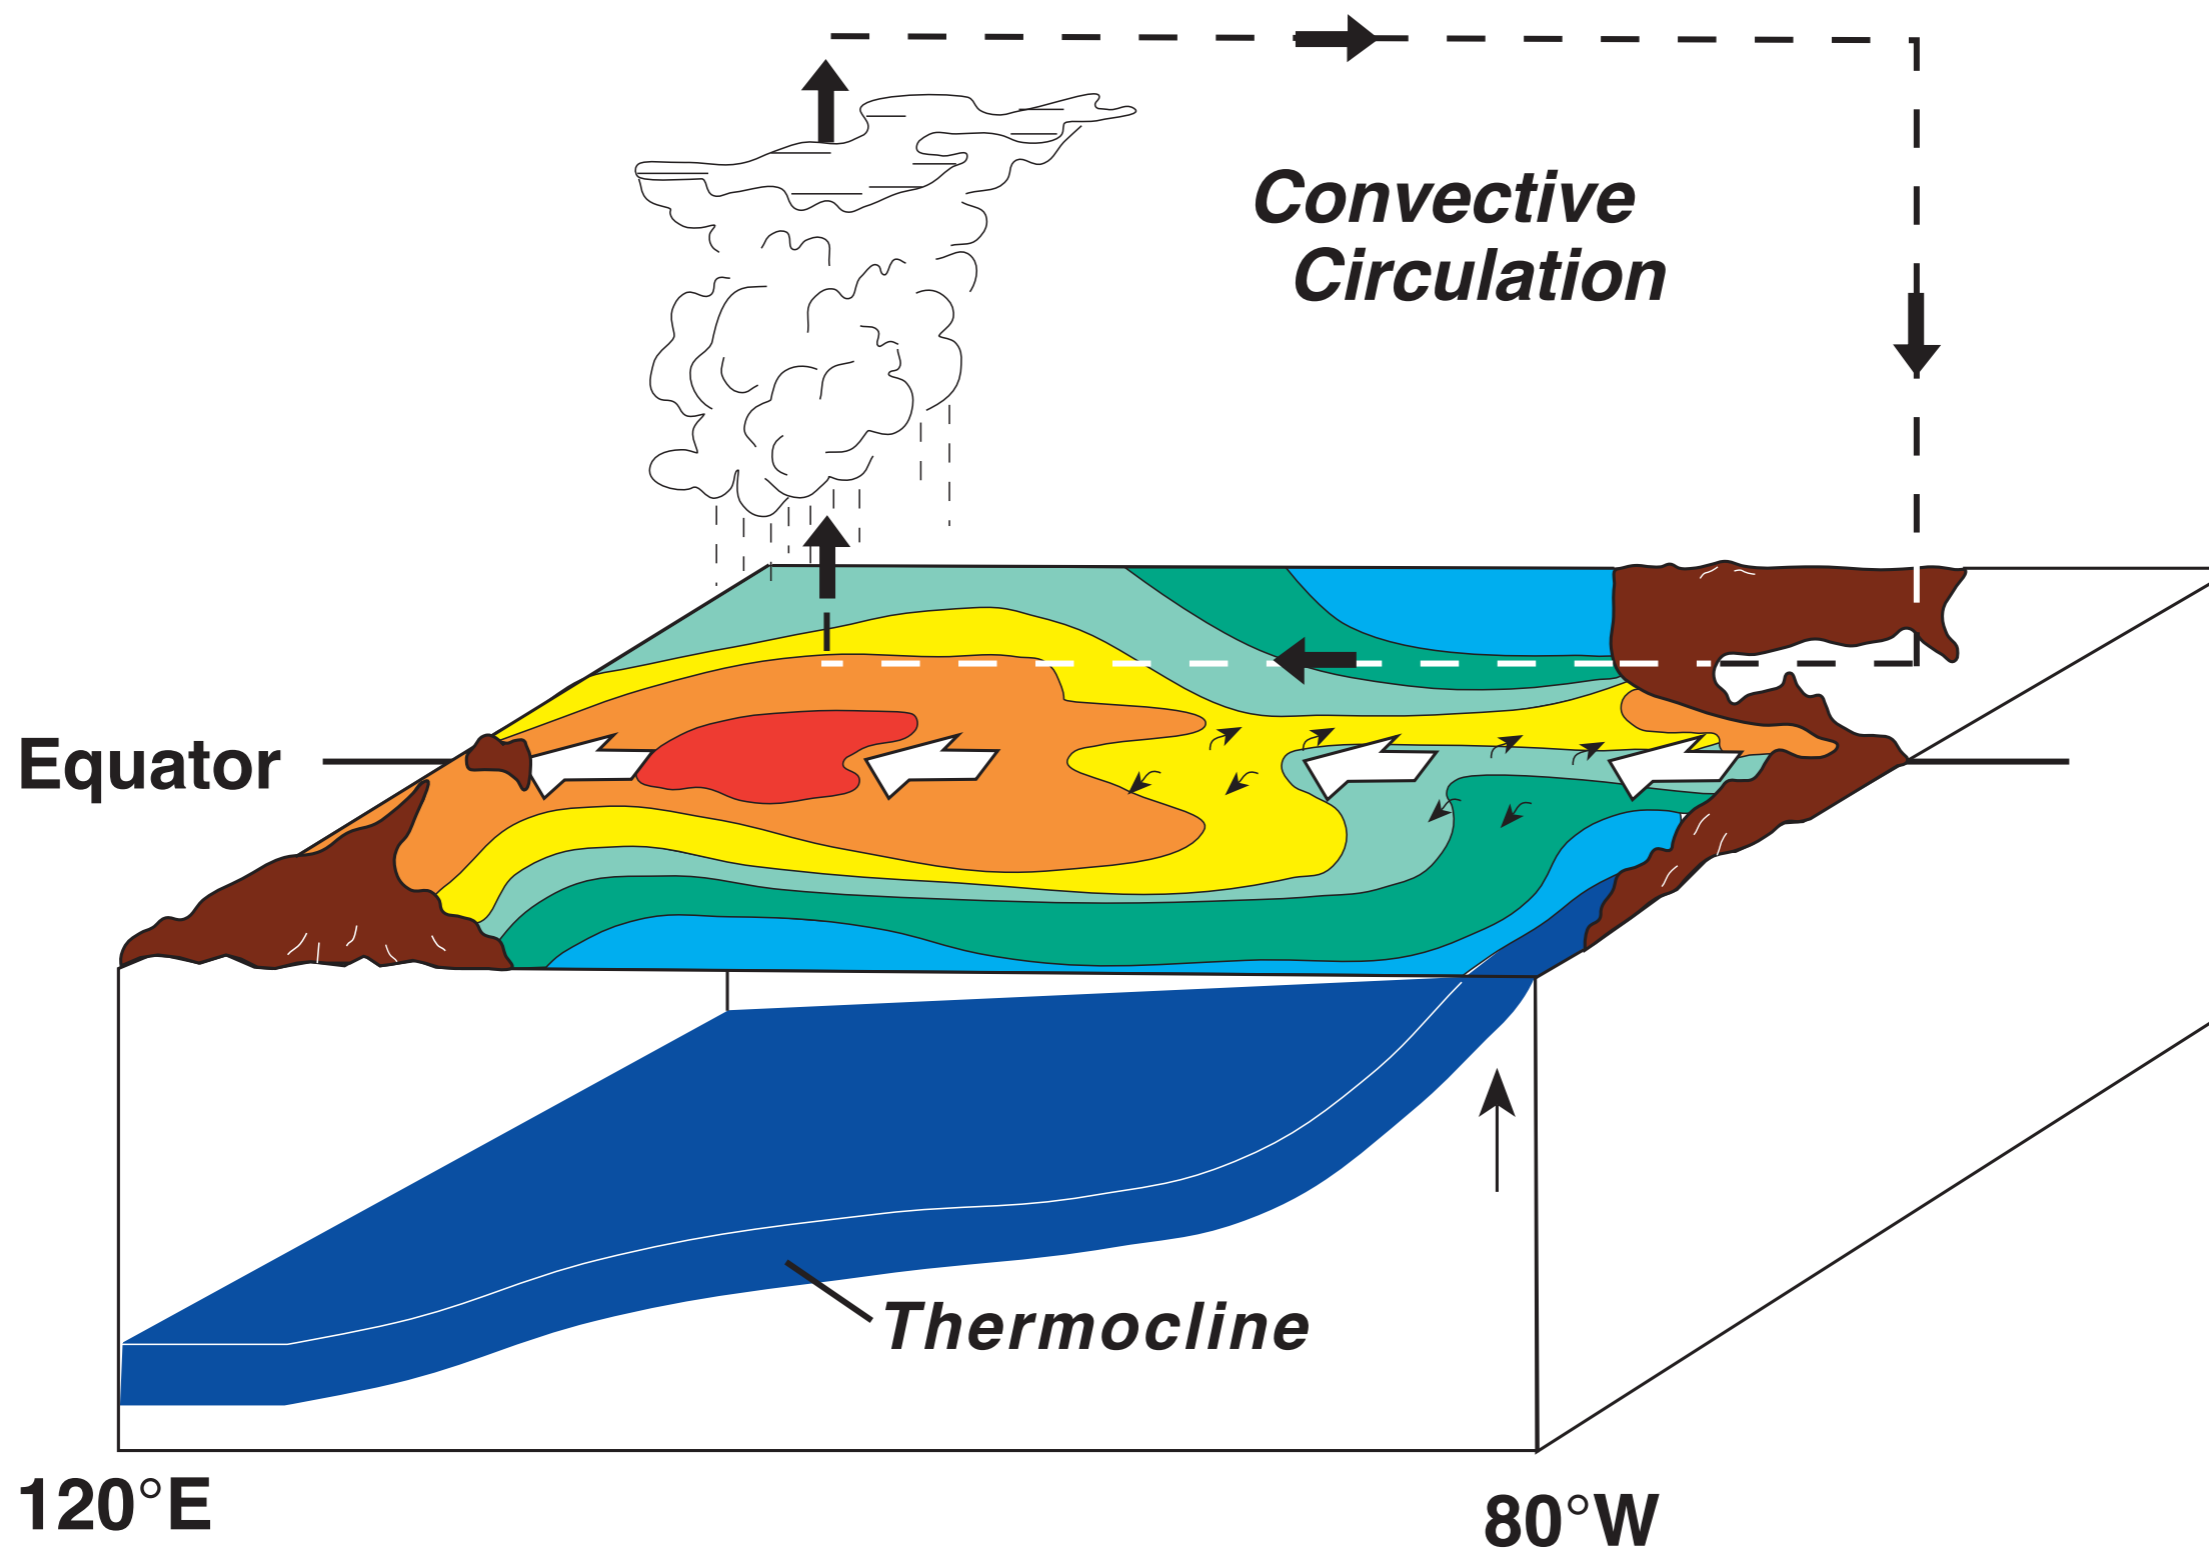 Convective
Circulation
Equator
Thermocline
120°E
80°W